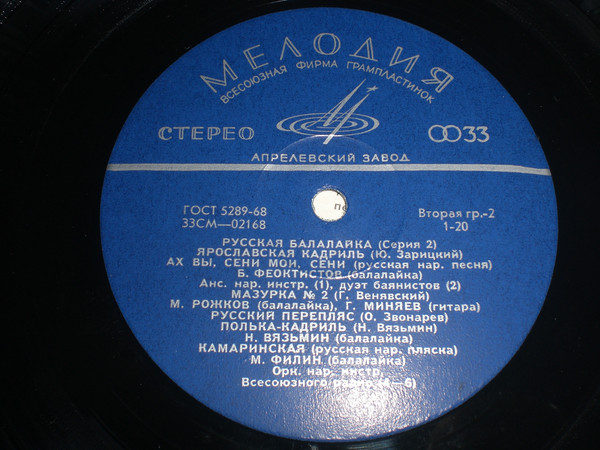 МЕЛОДИЯ
ВСЕСОЮЗНАЯ ФИРМА ГРАМПЛАСТИНОК
СТЕРЕО
33
АПРЕЛЕВСКИЙ ЗАВОД
ГОСТ 5289-68
Вторая гр.-2
33СМ—02168
1-20
РУССКАЯ БАЛАЛАЙКА (Серия 2)
ЯРОСЛАВСКАЯ КАДРИЛЬ (Ю. Зарицкий)
АХ ВЫ, СЕНИ МОИ, СЕНИ (русская нар. песня)
Б. ФЕОКТИСТОВ (балалайка)
Анс. нар. инстр. (1), дуэт баянистов (2)
МАЗУРКА № 2 (Г. Венявский)
М. РОЖКОВ (балалайка), Г. МИНЯЕВ (гитара)
РУССКИЙ ПЕРЕПЛЯС (О. Звонарев)
ПОЛЬКА-КАДРИЛЬ (Н. Вязьмин)
Н. ВЯЗЬМИН (балалайка)
КАМАРИНСКАЯ (русская нар. пляска)
М. ФИЛИН (балалайка)
Орк. нар. инстр.
Всесоюзного радио (4—6)